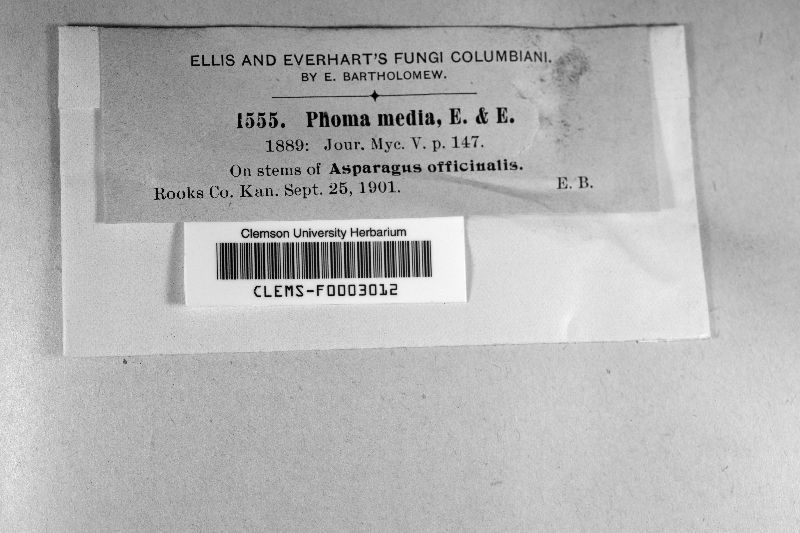 ELLIS AND EVERHART'S FUNGI COLUMBIANI.
BY E. BARTHOLOMEW.
1555. Phoma media, E. & E.
1889: Jour. Myc. V. p. 147.
On stems of Asparagus officinalis.
Rooks Co. Kan. Sept. 25, 1901. E. B.
Clemson University Herbarium
CLEMS-F0003012